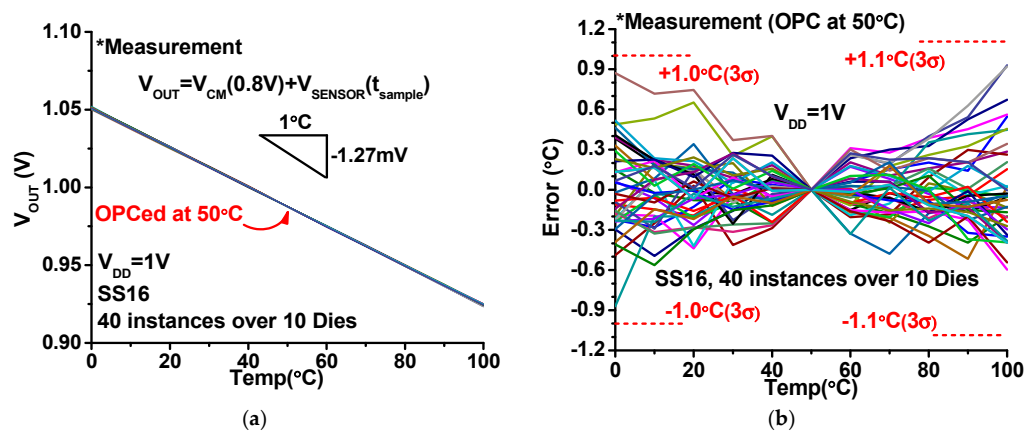 *Measurement
V_OUT=V_CM(0.8V)+V_SENSOR(t_sample)
1°C
-1.27mV
OPCed at 50°C
V_DD=1V
SS16
40 instances over 10 Dies
V_OUT (V)
1.05
1.00
0.95
0.90
0 20 40 60 80 100
Temp(°C)
(a)
*Measurement (OPC at 50°C)
+1.0°C(3σ)
+1.1°C(3σ)
V_DD=1V
SS16, 40 instances over 10 Dies
-1.0°C(3σ)
-1.1°C(3σ)
Error (°C)
1.2
0.9
0.6
0.3
0.0
-0.3
-0.6
-0.9
-1.2
0 20 40 60 80 100
Temp(°C)
(b)